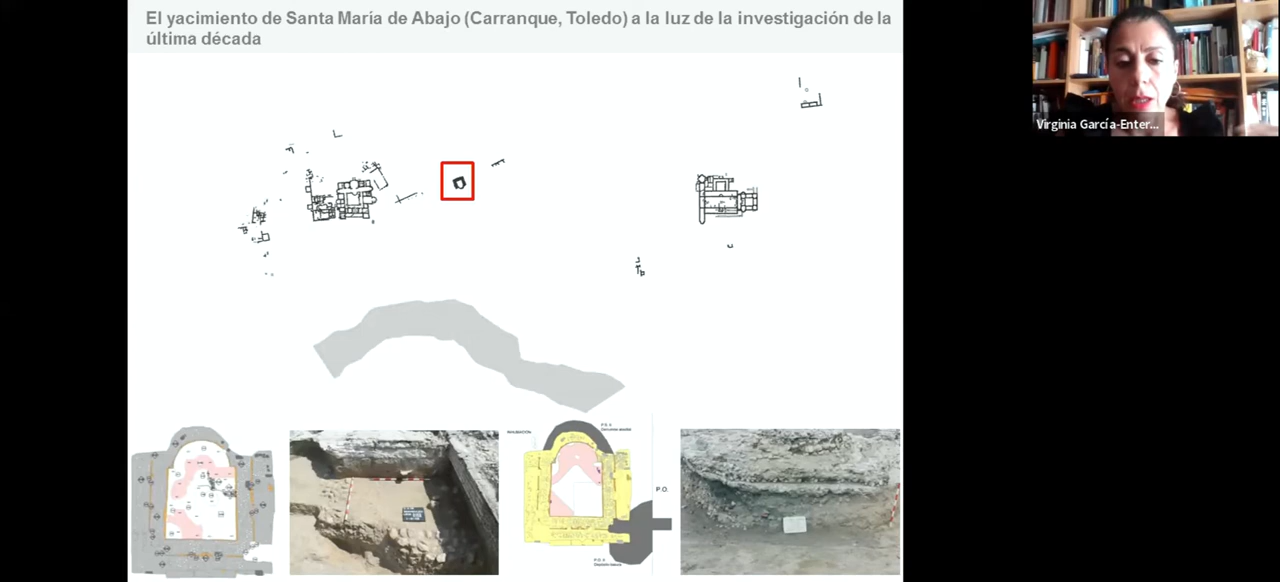 El yacimiento de Santa María de Abajo (Carranque, Toledo) a la luz de la investigación de la
última década
Virginia García-Enter...
P.O.